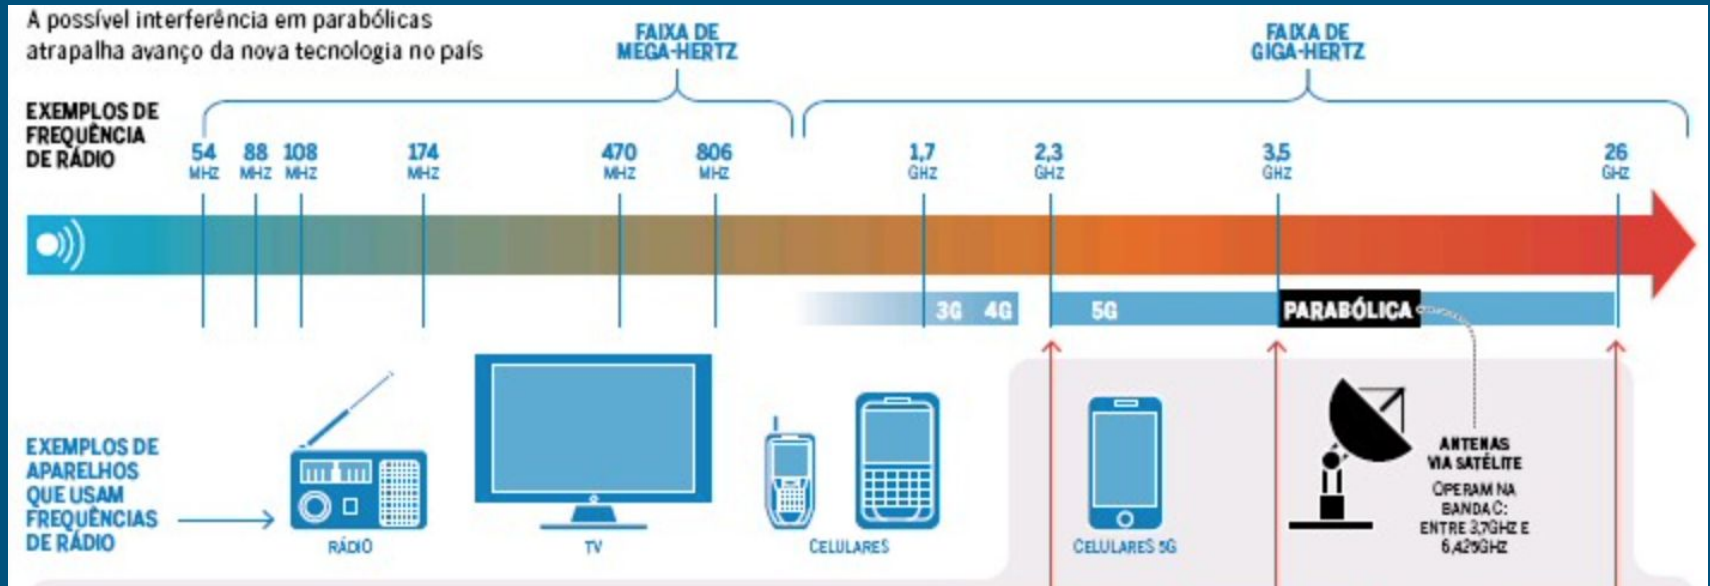 A possível interferência em parabólicas
atrapalha avanço da nova tecnologia no país
FAIXA DE
MEGA-HERTZ
FAIXA DE
GIGA-HERTZ
EXEMPLOS DE
FREQUÊNCIA
DE RÁDIO
54
MHZ
88
MHZ
108
MHZ
174
MHZ
470
MHZ
806
MHZ
1,7
GHZ
2,3
GHZ
3,5
GHZ
26
GHZ
3G 4G
5G
PARABÓLICA
EXEMPLOS DE
APARELHOS
QUE USAM
FREQUÊNCIAS
DE RÁDIO
RÁDIO
TV
CELULARES
CELULARES 5G
ANTENAS
VIA SATÉLITE
OPERAM NA
BANDA C:
ENTRE 3,7GHZ E
6,425GHZ